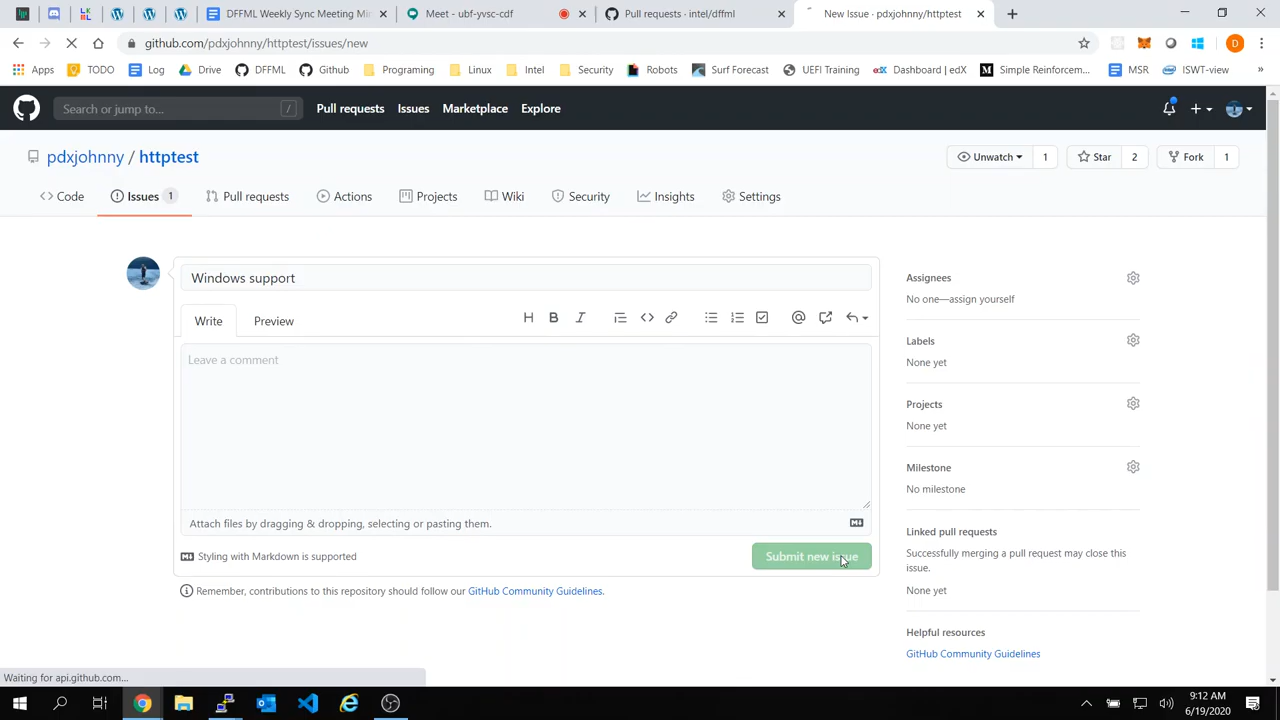 DFFML Weekly Sync Meeting Min
Meet - ubf-yvsc-cdf
Pull requests · intel/dffml
New Issue · pdxjohnny/httptest
github.com/pdxjohnny/httptest/issues/new
D
Apps
TODO
Log
Drive
DFFML
Github
Programming
Linux
Intel
Security
Robots
Surf Forecast
UEFI Training
edX
Dashboard | edX
M
Simple Reinforcem...
MSR
ISWT-view
»
Search or jump to...
/
Pull requests
Issues
Marketplace
Explore
pdxjohnny / httptest
Unwatch
1
Star
2
Fork
1
Code
Issues 1
Pull requests
Actions
Projects
Wiki
Security
Insights
Settings
Windows support
Write
Preview
H B I
Leave a comment
Attach files by dragging & dropping, selecting or pasting them.
Styling with Markdown is supported
Submit new issue
Remember, contributions to this repository should follow our GitHub Community Guidelines.
Assignees
No one—assign yourself
Labels
None yet
Projects
None yet
Milestone
No milestone
Linked pull requests
Successfully merging a pull request may close this
issue.
None yet
Helpful resources
GitHub Community Guidelines
Waiting for api.github.com...
9:12 AM
6/19/2020